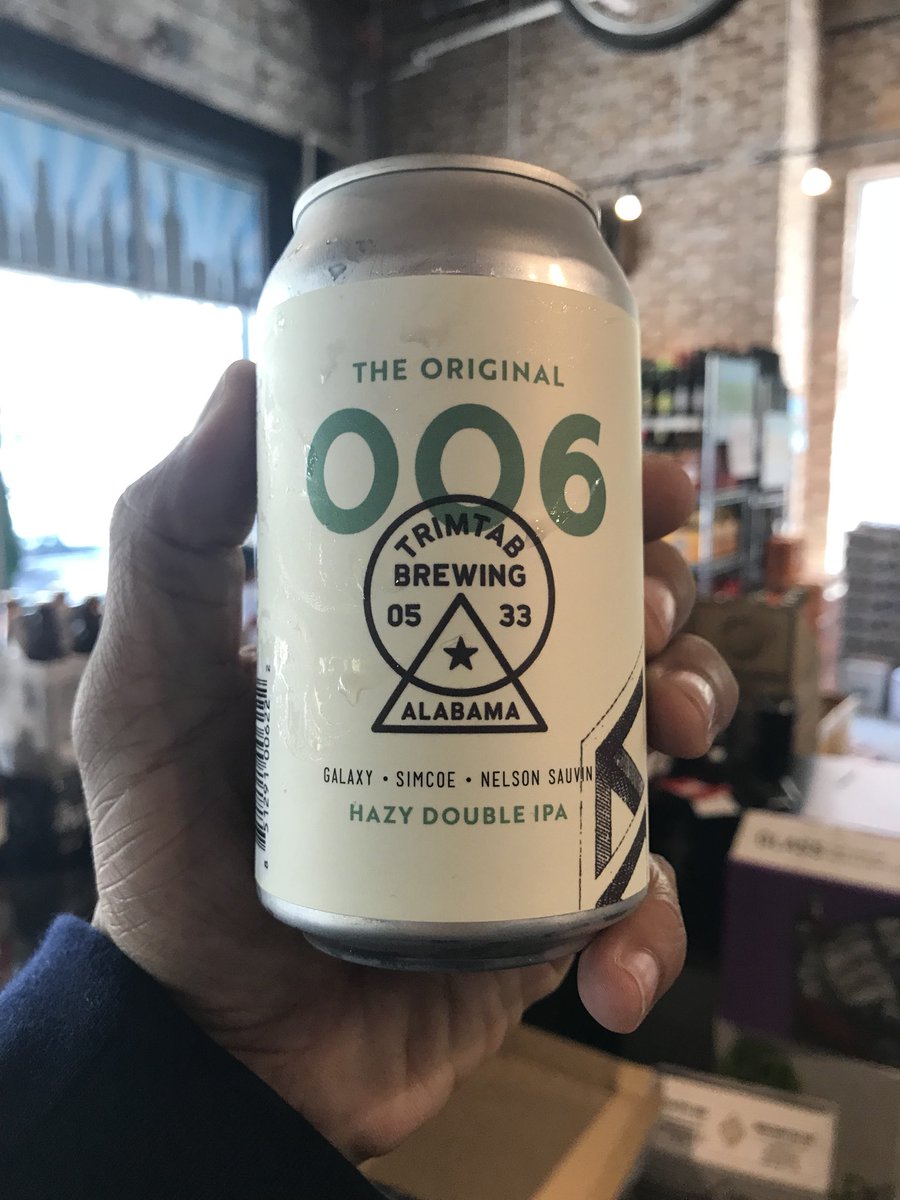 THE ORIGINAL
006
TRIMTAB
BREWING
05 33
ALABAMA
GALAXY • SIMCOE • NELSON SAUVIN
HAZY DOUBLE IPA